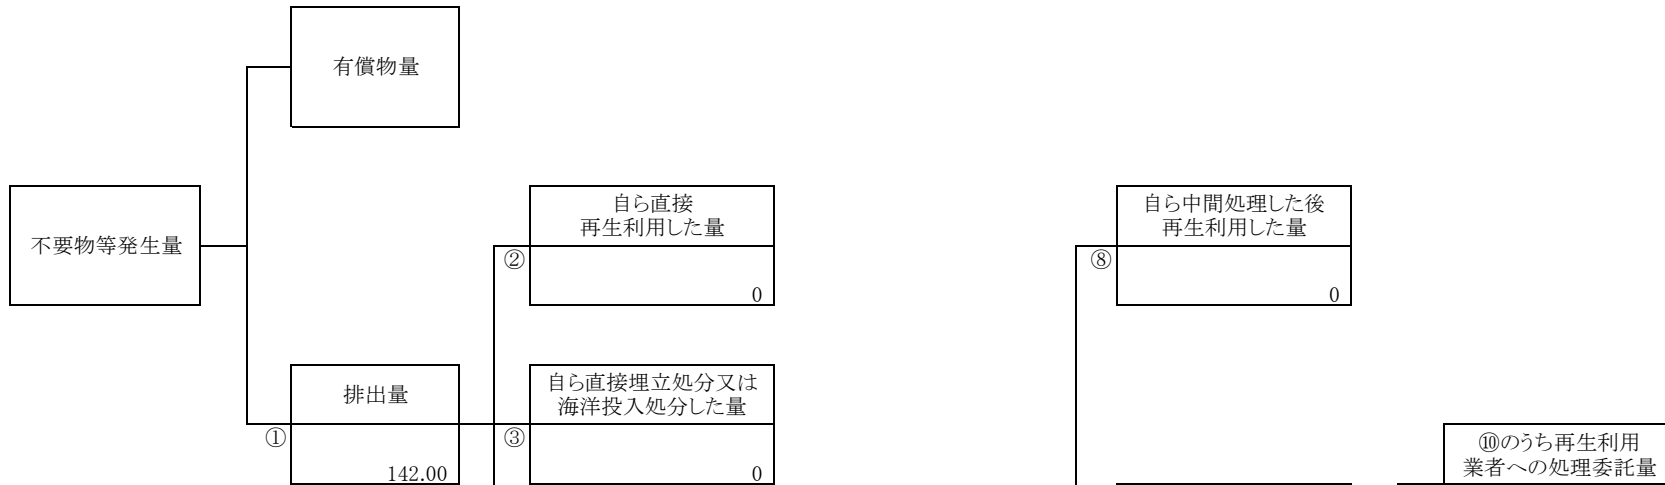 有償物量
不要物等発生量
自ら直接
再生利用した量
②
0
自ら中間処理した後
再生利用した量
⑧
0
排出量
①
142.00
自ら直接埋立処分又は
海洋投入処分した量
③
0
⑩のうち再生利用
業者への処理委託量